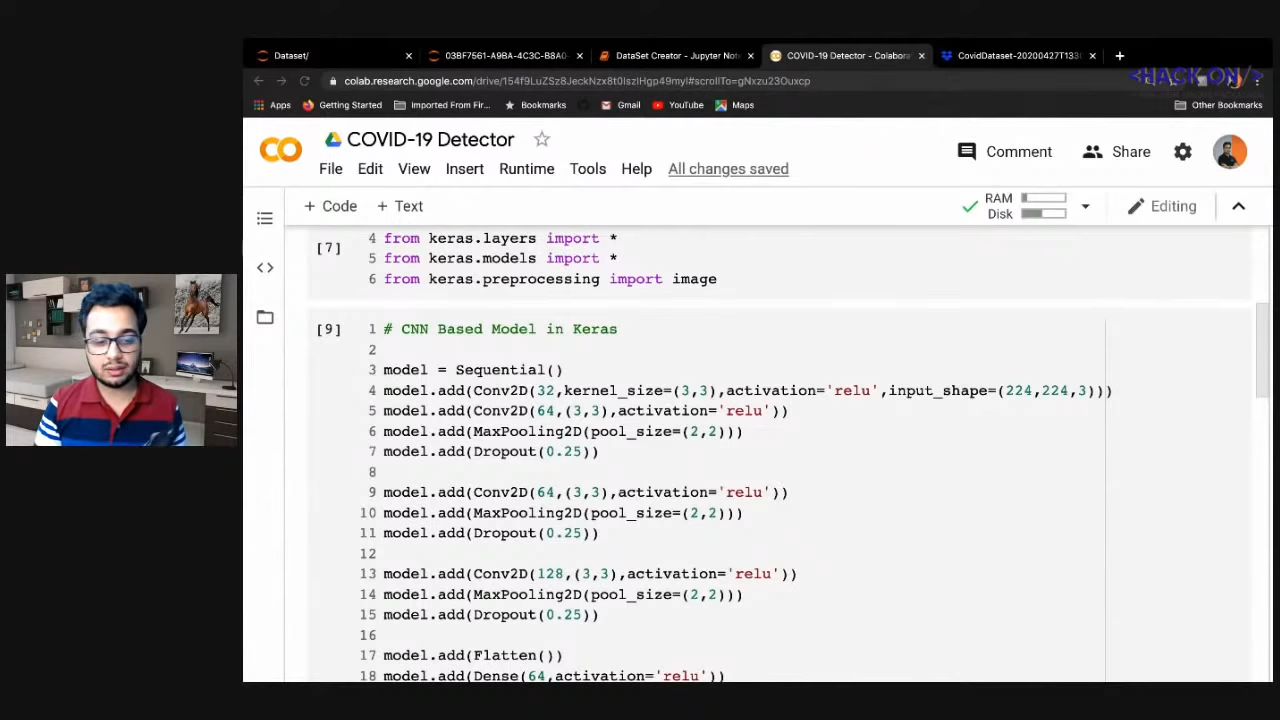 Dataset/
03BF7561-A9BA-4C3C-B8A0-
DataSet Creator - Jupyter Not
COVID-19 Detector - Colabora
CovidDataset-20200427T133
<HACK ON/>
colab.research.google.com/drive/154f9LuZSz8JeckNzx8t0IszlHgp49myI#scrollTo=gNxzu23Ouxcp
Apps
Getting Started
Imported From Fir...
Bookmarks
Gmail
YouTube
Maps
Other Bookmarks
CO
COVID-19 Detector
Comment
Share
File Edit View Insert Runtime Tools Help All changes saved
+ Code + Text
RAM
Disk
Editing
[7]
4 from keras.layers import *
5 from keras.models import *
6 from keras.preprocessing import image
[9]
1 # CNN Based Model in Keras
2
3 model = Sequential()
4 model.add(Conv2D(32,kernel_size=(3,3),activation='relu',input_shape=(224,224,3)))
5 model.add(Conv2D(64,(3,3),activation='relu'))
6 model.add(MaxPooling2D(pool_size=(2,2)))
7 model.add(Dropout(0.25))
8
9 model.add(Conv2D(64,(3,3),activation='relu'))
10 model.add(MaxPooling2D(pool_size=(2,2)))
11 model.add(Dropout(0.25))
12
13 model.add(Conv2D(128,(3,3),activation='relu'))
14 model.add(MaxPooling2D(pool_size=(2,2)))
15 model.add(Dropout(0.25))
16
17 model.add(Flatten())
18 model.add(Dense(64,activation='relu'))